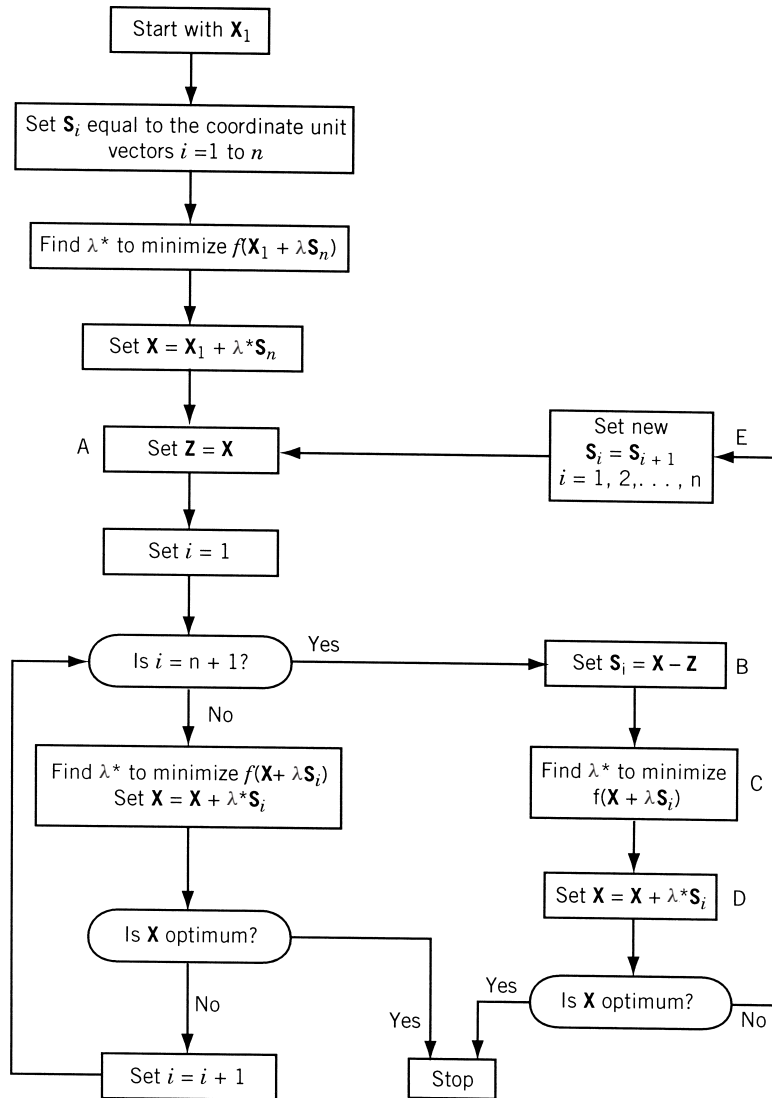 Start with X₁
Set Sᵢ equal to the coordinate unit
vectors i =1 to n
Find λ* to minimize f(X₁ + λSₙ)
Set X = X₁ + λ*Sₙ
A
Set Z = X
Set new
Sᵢ = Sᵢ ₊ ₁
i = 1, 2,. . . , n
E
Set i = 1
Is i = n + 1?
Yes
No
Set Sᵢ = X – Z
B
Find λ* to minimize f(X+ λSᵢ)
Set X = X + λ*Sᵢ
Find λ* to minimize
f(X + λSᵢ)
C
Set X = X + λ*Sᵢ
D
Is X optimum?
Yes
No
Is X optimum?
Yes
No
Set i = i + 1
Stop